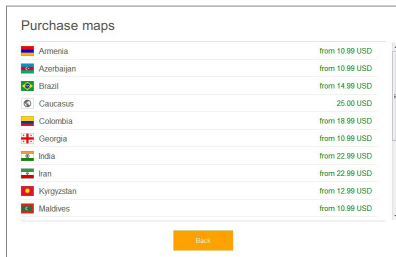 Purchase maps
Armenia from 10.99 USD
Azerbaijan from 10.99 USD
Brazil from 14.99 USD
Caucasus 25.00 USD
Colombia from 18.99 USD
Georgia from 10.99 USD
India from 22.99 USD
Iran from 22.99 USD
Kyrgyzstan from 12.99 USD
Maldives from 10.99 USD
Back